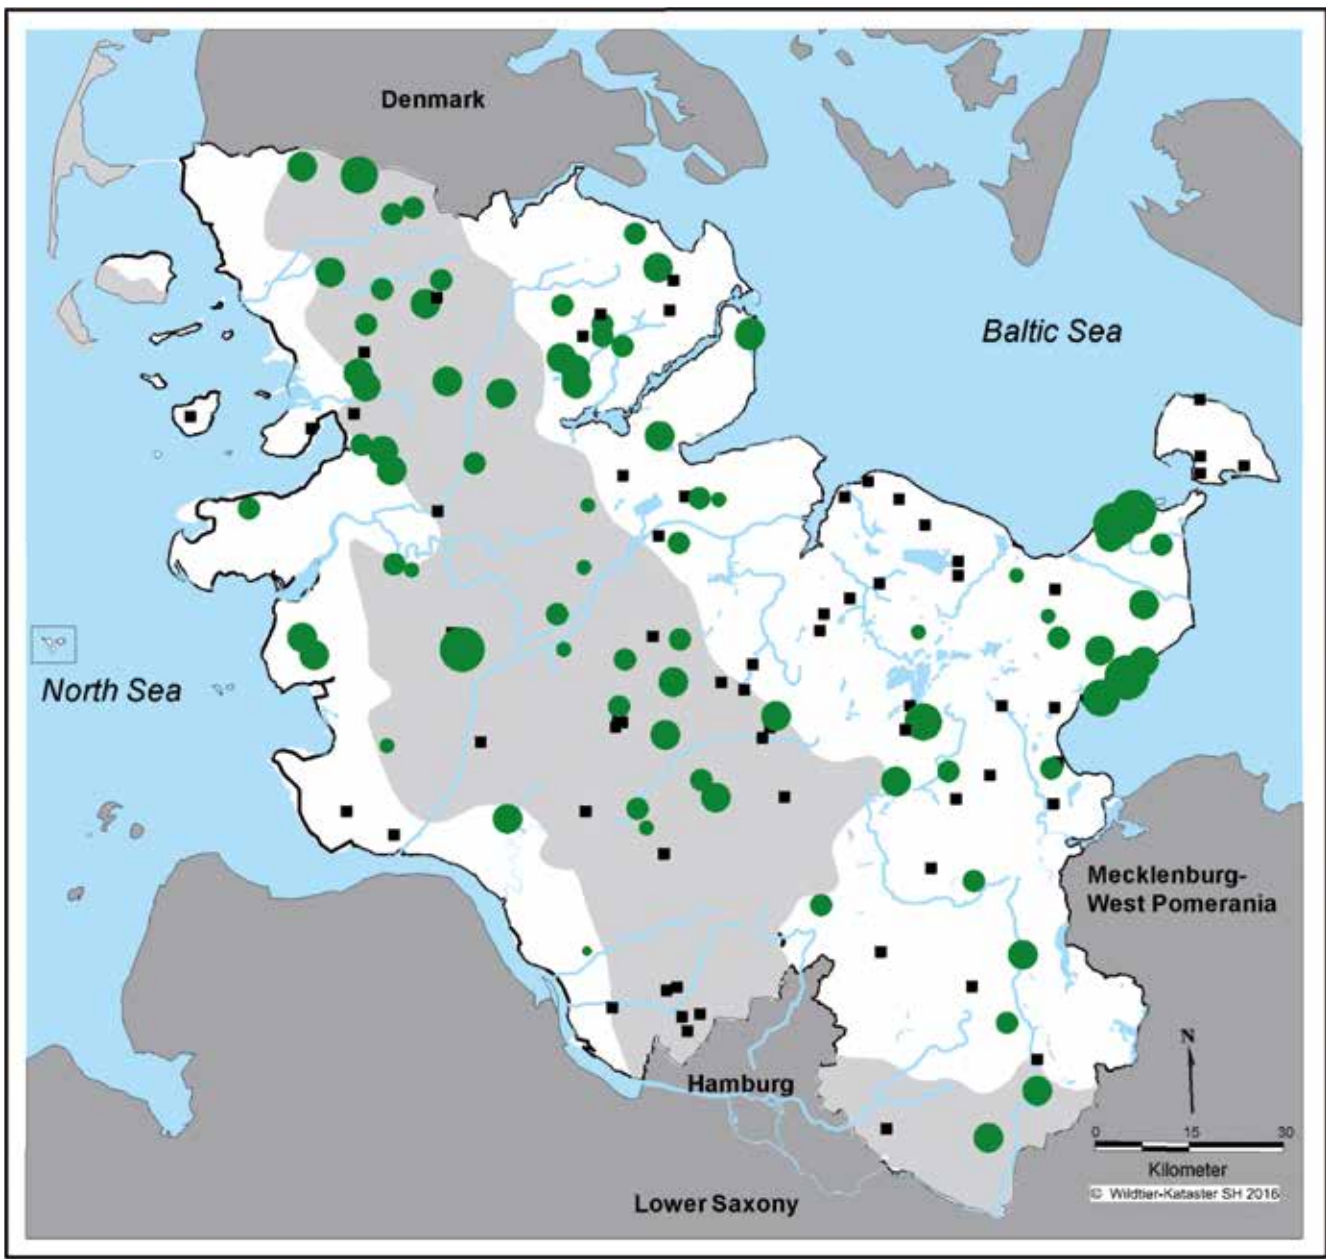 Denmark
Baltic Sea
North Sea
Mecklenburg-
West Pomerania
N
Hamburg
0 15 30
Kilometer
© Wildtier-Kataster SH 2016
Lower Saxony